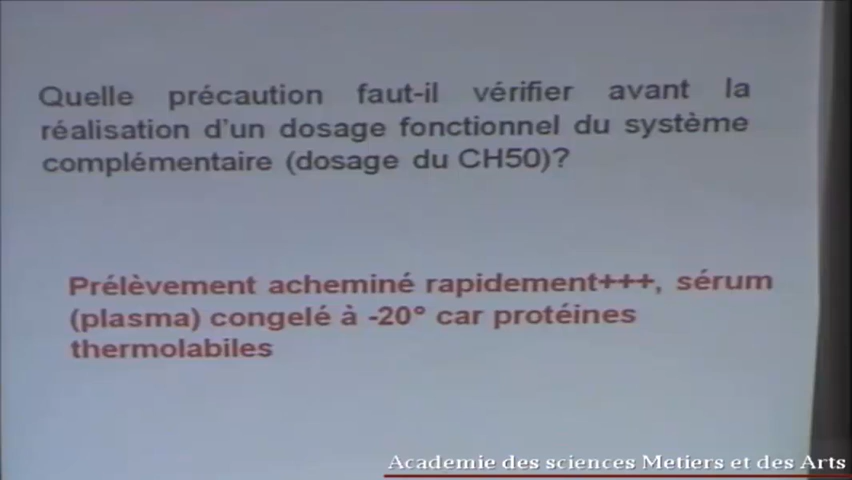 Quelle précaution faut-il vérifier avant la
réalisation d'un dosage fonctionnel du système
complémentaire (dosage du CH50)?
Prélèvement acheminé rapidement+++, sérum
(plasma) congelé à -20° car protéines
thermolabiles
Academie des sciences Metiers et des Arts